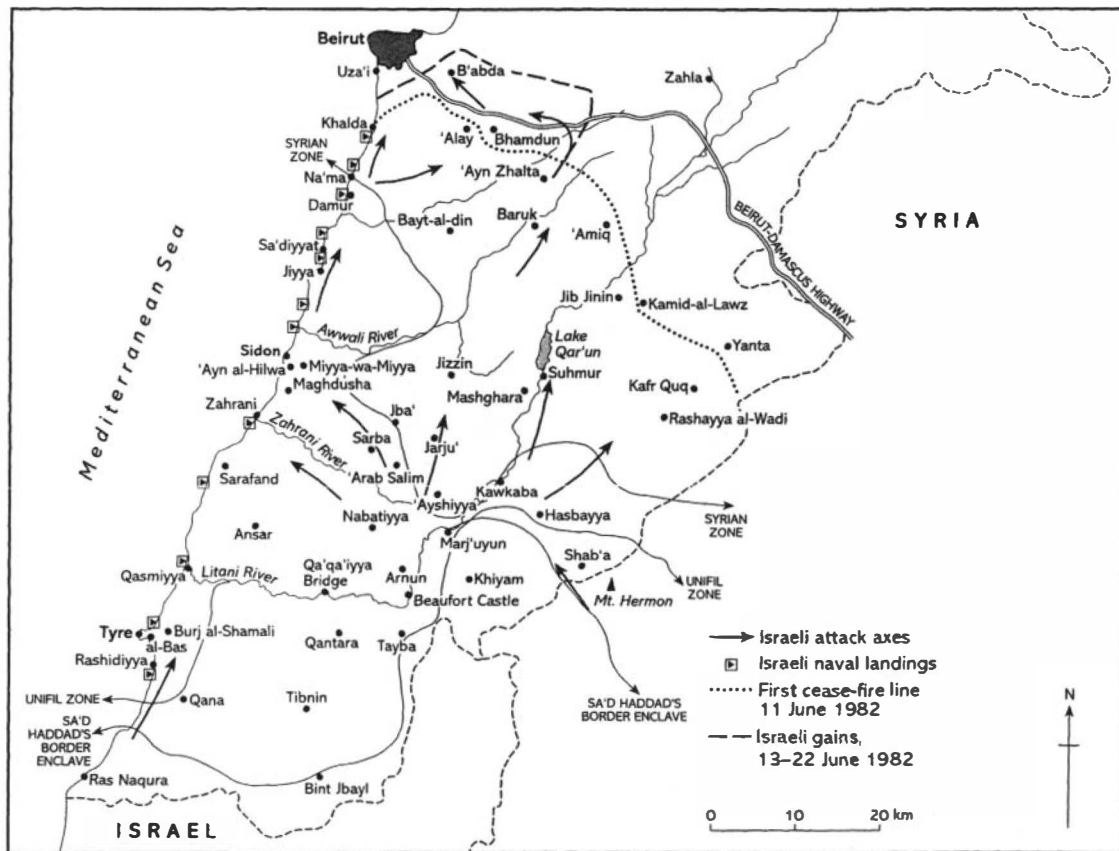 Beirut
Uza'i
B'abda
Zahla
Khalda
'Alay
Bhamdun
SYRIAN
ZONE
Na'ma
'Ayn Zhalta
Damur
Bayt-al-din
Baruk
'Amiq
SYRIA
BEIRUT-DAMASCUS HIGHWAY
Sa'diyyat
Jiyya
Mediterranean Sea
Jib Jinin
Kamid-al-Lawz
Awwali River
Lake
Qar'un
Yanta
Sidon
'Ayn al-Hilwa
Miyya-wa-Miyya
Maghdusha
Jizzin
Suhmur
Mashghara
Kafr Quq
Rashayya al-Wadi
Zahrani
Zahrani River
Jba'
Sarba
Jarju'
'Arab Salim
Sarafand
'Ayshiyya
Kawkaba
Nabatiyya
Hasbayya
SYRIAN
ZONE
Ansar
Marj'uyun
Shab'a
Qasmiyya
Litani River
Qa'qa'iyya
Bridge
Arnun
Khiyam
Beaufort Castle
Mt. Hermon
UNIFIL
ZONE
Tyre
al-Bas
Burj al-Shamali
Qantara
Tayba
Rashidiyya
UNIFIL ZONE
Qana
Tibnin
SA'D
HADDAD'S
BORDER
ENCLAVE
SA'D HADDAD'S
BORDER ENCLAVE
Ras Naqura
Bint Jbayl
ISRAEL
Israeli attack axes
Israeli naval landings
First cease-fire line
11 June 1982
Israeli gains,
13–22 June 1982
N
0 10 20 km